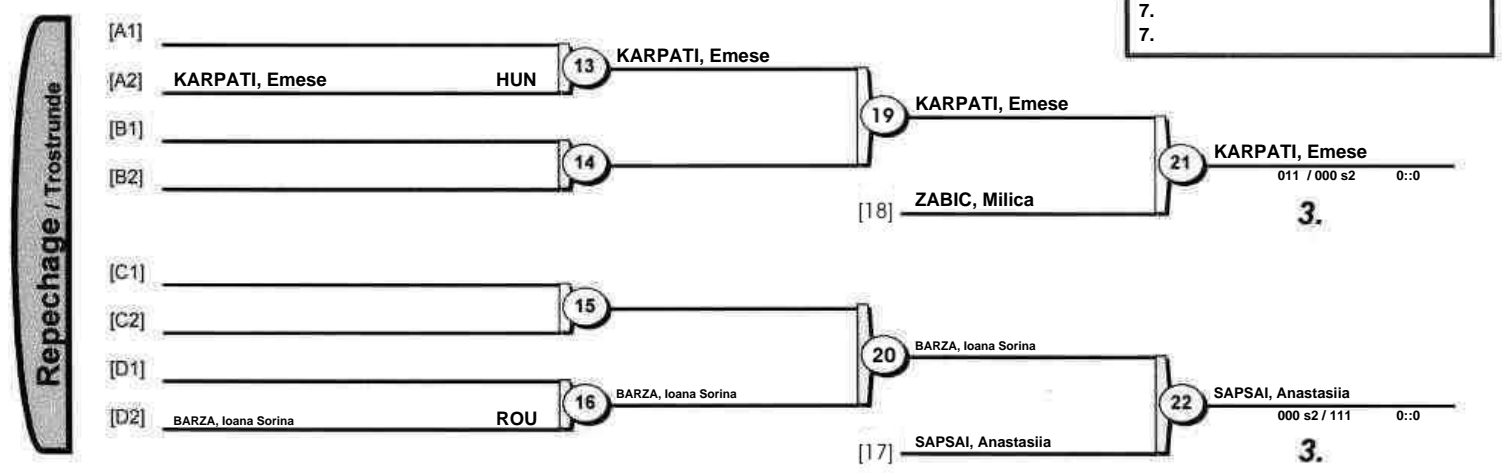 7.
7.
Repechage / Trostrunde
[A1]
[A2] KARPATI, Emese HUN
[B1]
[B2]
13 KARPATI, Emese
14
19 KARPATI, Emese
[18] ZABIC, Milica
21 KARPATI, Emese
011 / 000 s2 0::0
3.
[C1]
[C2]
[D1]
[D2] BARZA, Ioana Sorina ROU
15
16 BARZA, Ioana Sorina
20 BARZA, Ioana Sorina
[17] SAPSAI, Anastasiia
22 SAPSAI, Anastasiia
000 s2 / 111 0::0
3.